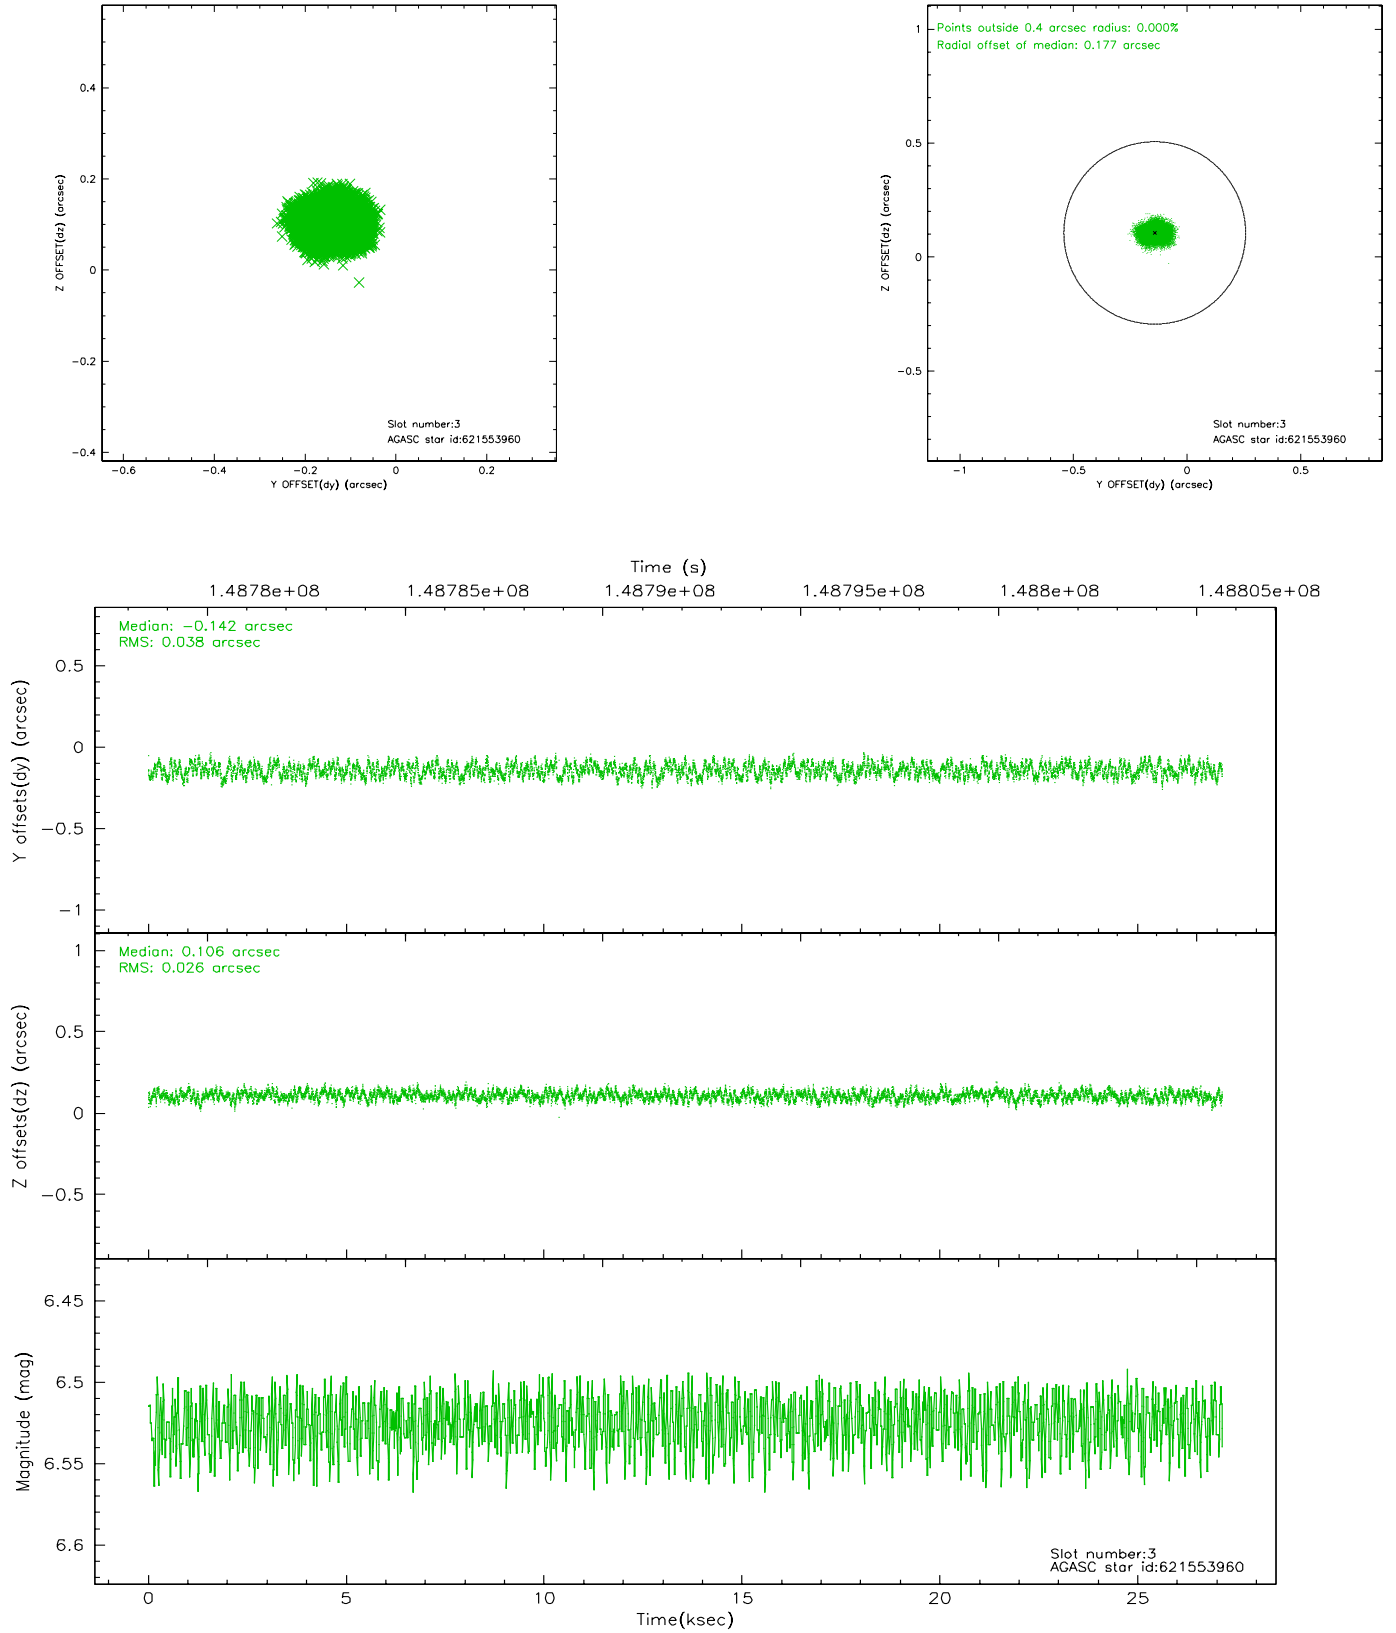 0.4
0.2
0
−0.2
−0.4
Z OFFSET(dz) (arcsec)
−0.6
−0.4
−0.2
0
0.2
Y OFFSET(dy) (arcsec)
Slot number:3
AGASC star id:621553960
Points outside 0.4 arcsec radius: 0.000%
Radial offset of median: 0.177 arcsec
1
0.5
0
−0.5
Z OFFSET(dz) (arcsec)
−1
−0.5
0
0.5
Y OFFSET(dy) (arcsec)
Slot number:3
AGASC star id:621553960
Time (s)
1.4878e+08
1.48785e+08
1.4879e+08
1.48795e+08
1.488e+08
1.48805e+08
Median: −0.142 arcsec
RMS: 0.038 arcsec
0.5
0
−0.5
−1
Y offsets(dy) (arcsec)
Median: 0.106 arcsec
RMS: 0.026 arcsec
1
0.5
0
−0.5
Z offsets(dz) (arcsec)
6.45
6.5
6.55
6.6
Magnitude (mag)
Slot number:3
AGASC star id:621553960
0
5
10
15
20
25
Time(ksec)